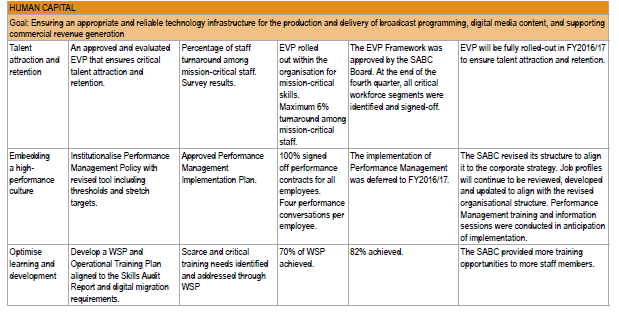 HUMAN CAPITAL
Goal: Ensuring an appropriate and reliable technology infrastructure for the production and delivery of broadcast programming, digital media content, and supporting
commercial revenue generation
Talent
attraction and
retention
An approved and evaluated
EVP that ensures critical
talent attraction and
retention.
Percentage of staff
turnaround among
mission-critical staff.
Survey results.
EVP rolled
out within the
organisation for
mission-critical
skills.
Maximum 6%
turnaround among
mission-critical
staff.
The EVP Framework was
approved by the SABC
Board. At the end of the
fourth quarter, all critical
workforce segments were
identified and signed-off.
EVP will be fully rolled-out in FY2016/17
to ensure talent attraction and retention.
Embedding
a high-
performance
culture
Institutionalise Performance
Management Policy with
revised tool including
thresholds and stretch
targets.
Approved Performance
Management
Implementation Plan.
100% signed
off performance
contracts for all
employees.
Four performance
conversations per
employee.
The implementation of
Performance Management
was deferred to FY2016/17.
The SABC revised its structure to align
it to the corporate strategy. Job profiles
will continue to be reviewed, developed
and updated to align with the revised
organisational structure. Performance
Management training and information
sessions were conducted in anticipation
of implementation.
Optimise
learning and
development
Develop a WSP and
Operational Training Plan
aligned to the Skills Audit
Report and digital migration
requirements.
Scarce and critical
training needs identified
and addressed through
WSP
70% of WSP
achieved.
82% achieved.
The SABC provided more training
opportunities to more staff members.